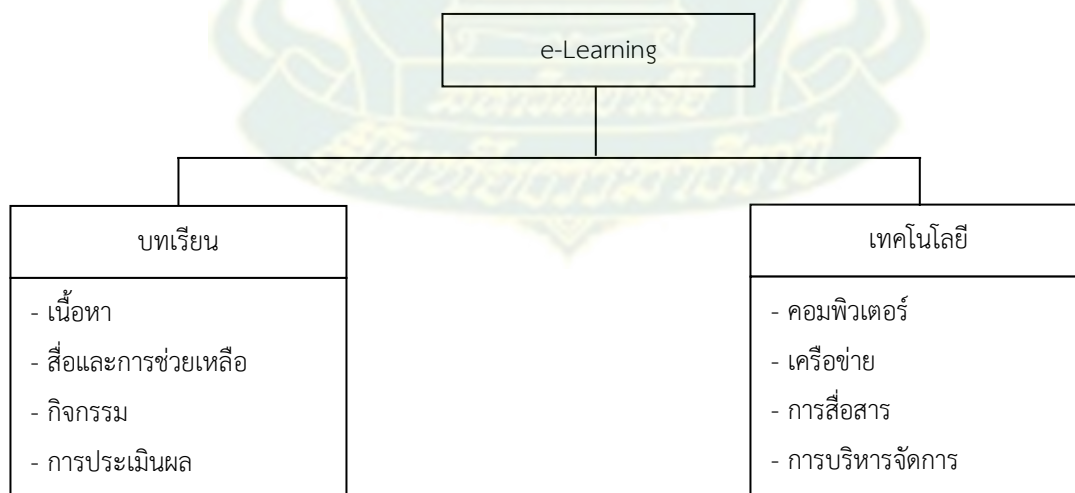 e-Learning
บทเรียน
- เนื้อหา
- สื่อและการช่วยเหลือ
- กิจกรรม
- การประเมินผล
เทคโนโลยี
- คอมพิวเตอร์
- เครือข่าย
- การสื่อสาร
- การบริหารจัดการ